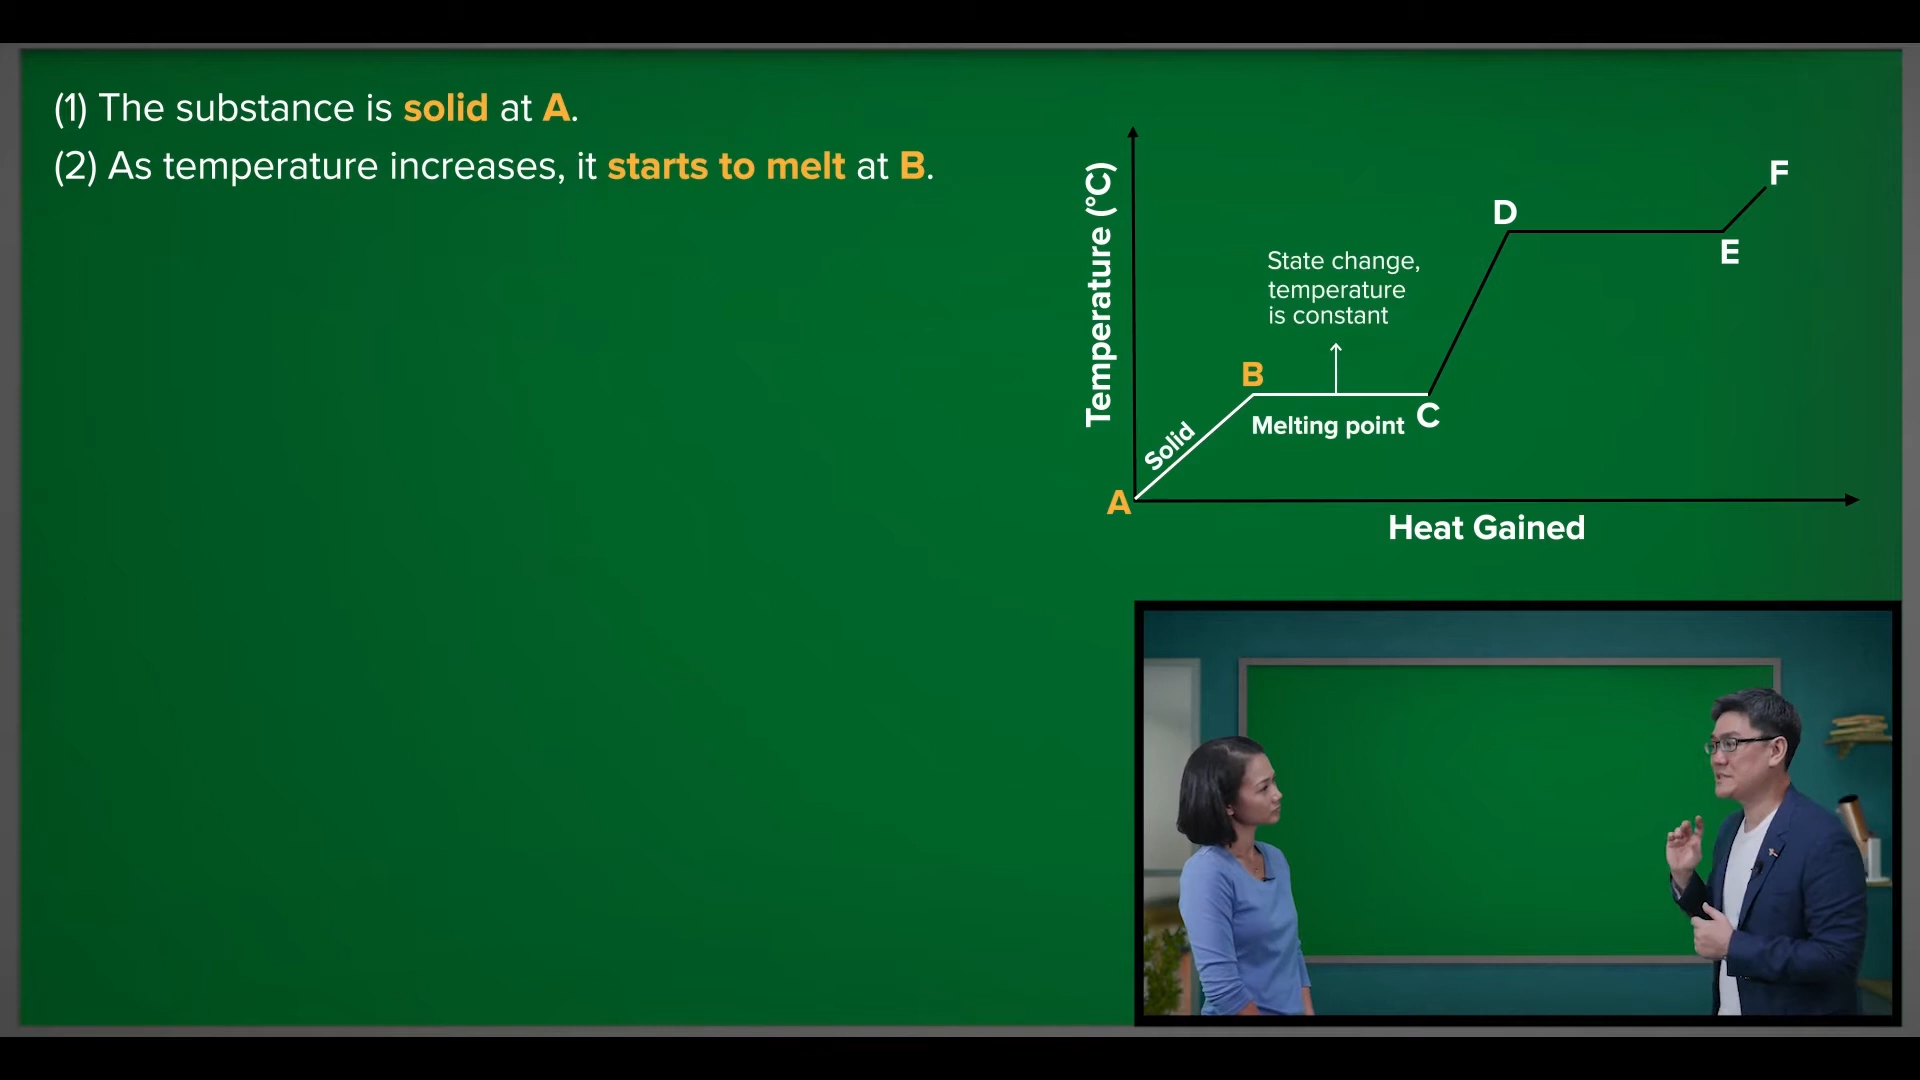 (1) The substance is solid at A.
(2) As temperature increases, it starts to melt at B.
Temperature (°C)
F
D
E
State change,
temperature
is constant
B
C
Melting point
Solid
A
Heat Gained